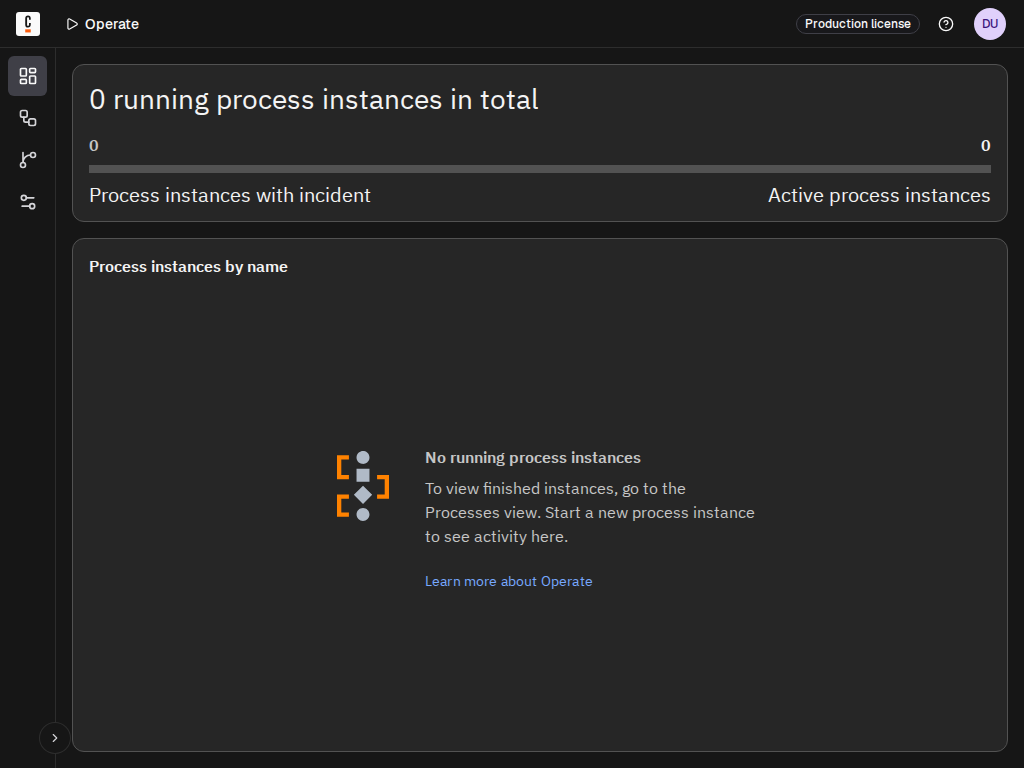 C
Operate
Production license
DU
0 running process instances in total
0
0
Process instances with incident
Active process instances
Process instances by name
No running process instances
To view finished instances, go to the
Processes view. Start a new process instance
to see activity here.
Learn more about Operate